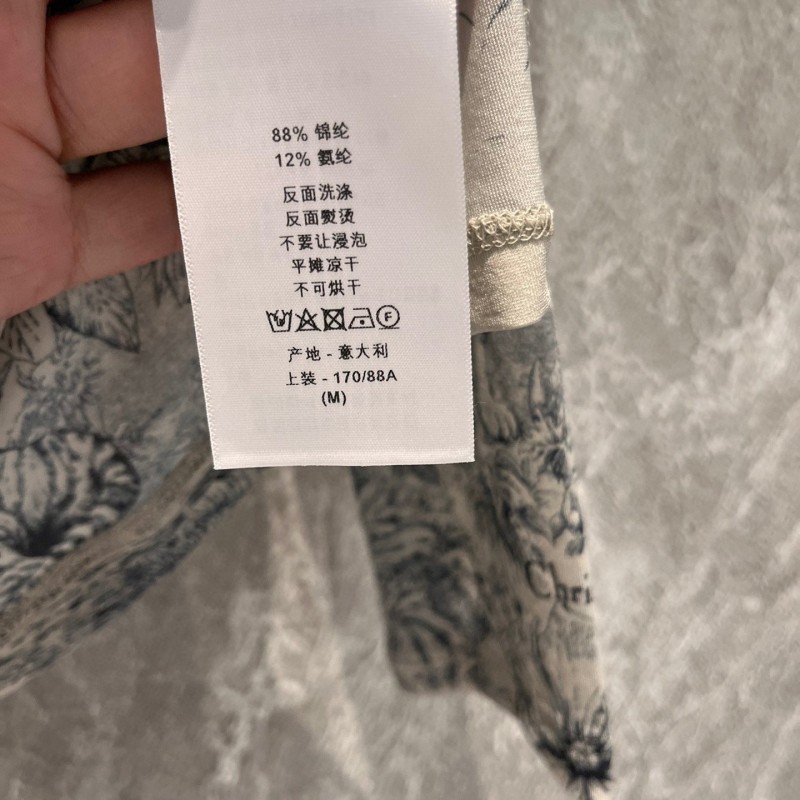 88% 锦纶
12% 氨纶
反面洗涤
反面熨烫
不要让浸泡
平摊凉干
不可烘干
F
产地 - 意大利
上装 - 170/88A
(M)
Chri